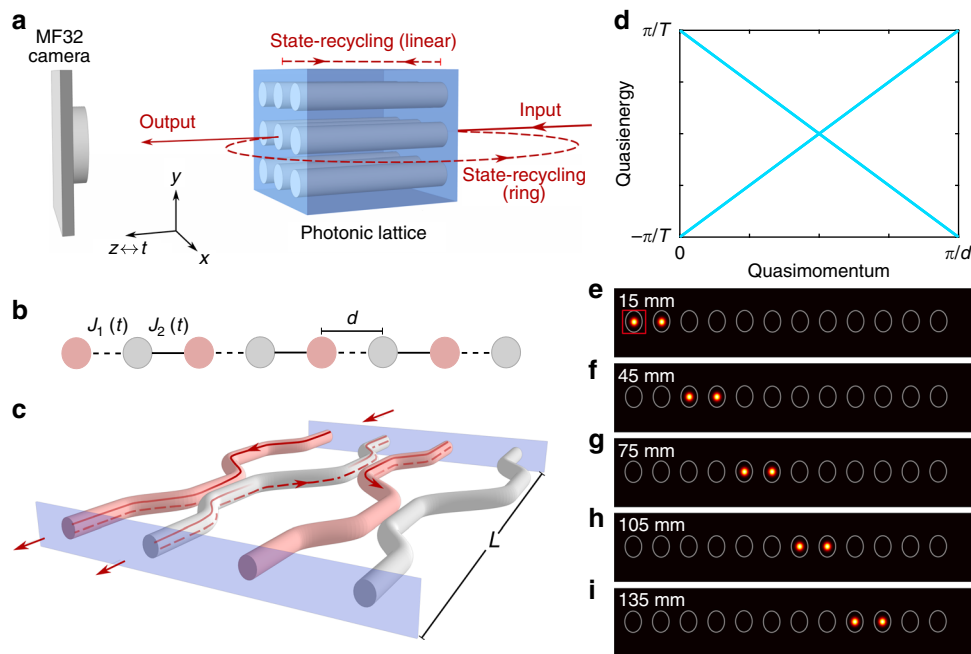 a
MF32
camera
State-recycling (linear)
Input
Output
State-recycling
(ring)
y
z↔t
x
Photonic lattice
b
J1 (t)
J2 (t)
d
c
L
d
π/T
Quasienergy
−π/T
0
π/d
Quasimomentum
e
15 mm
f
45 mm
g
75 mm
h
105 mm
i
135 mm